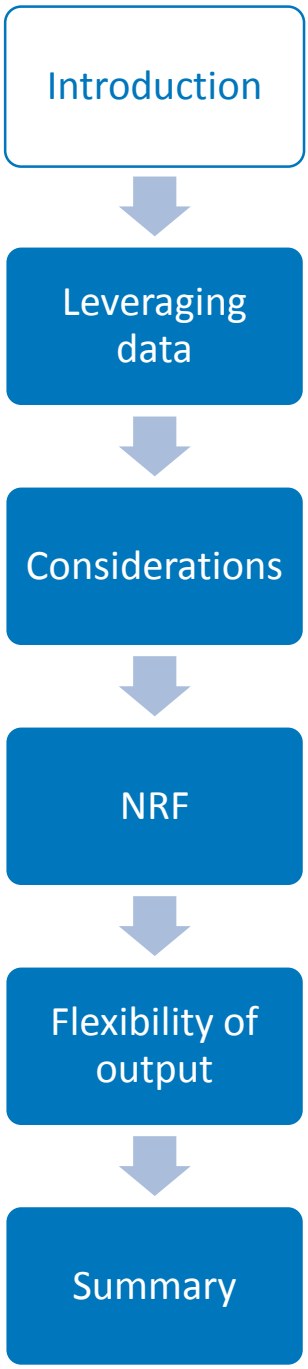 Introduction
Leveraging
data
Considerations
NRF
Flexibility of
output
Summary